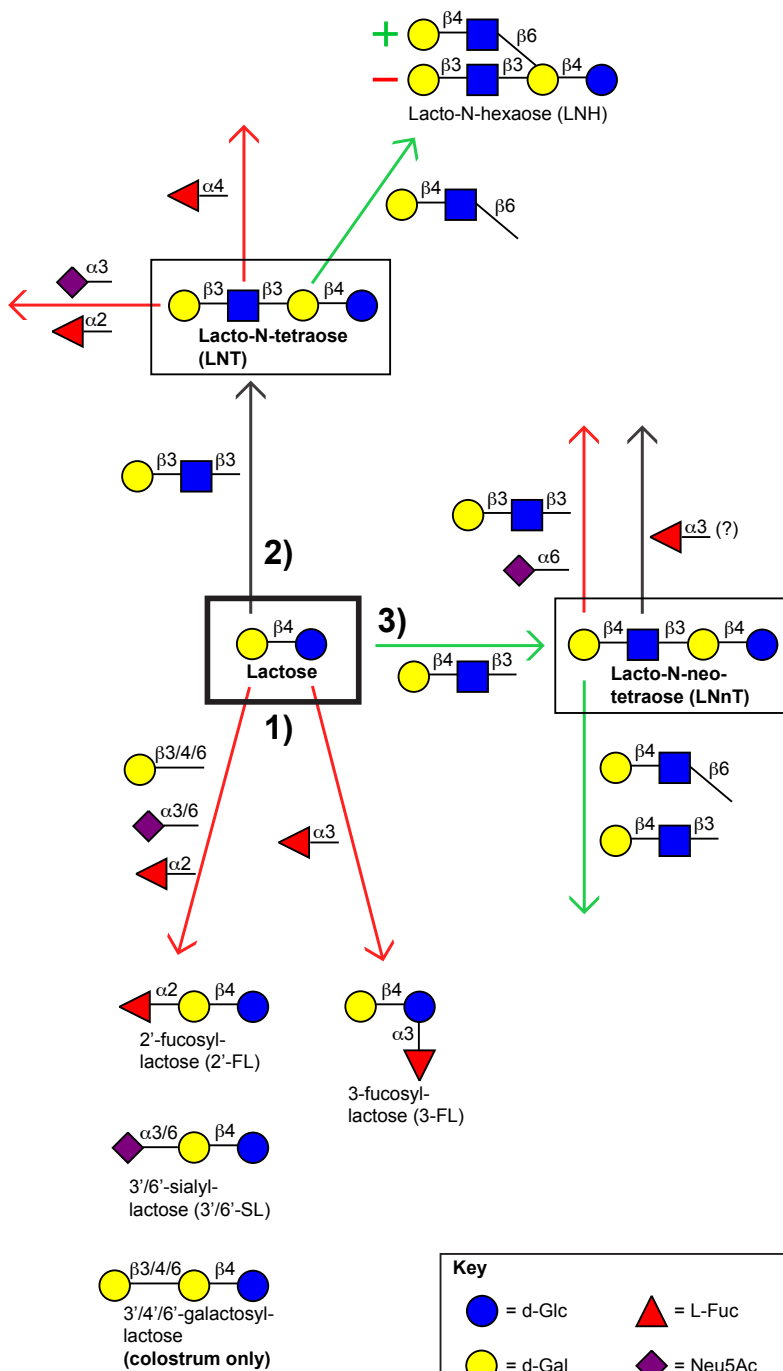 β4
β6
+
β3 β3 β4
−
Lacto-N-hexaose (LNH)
α4
β4
β6
α3
α2
β3 β3 β4
Lacto-N-tetraose
(LNT)
β3 β3
2)
β3 β3
α6
α3 (?)
β4
Lactose
3)
β4 β3
β4 β3 β4
Lacto-N-neo-
tetraose (LNnT)
1)
β3/4/6
α3/6
α2
α3
β4
β6
β4 β3
α2 β4
2'-fucosyl-
lactose (2'-FL)
β4
α3
3-fucosyl-
lactose (3-FL)
α3/6 β4
3'/6'-sialyl-
lactose (3'/6'-SL)
β3/4/6 β4
3'/4'/6'-galactosyl-
lactose
(colostrum only)
Key
= d-Glc
= L-Fuc
= d-Gal
= Neu5Ac